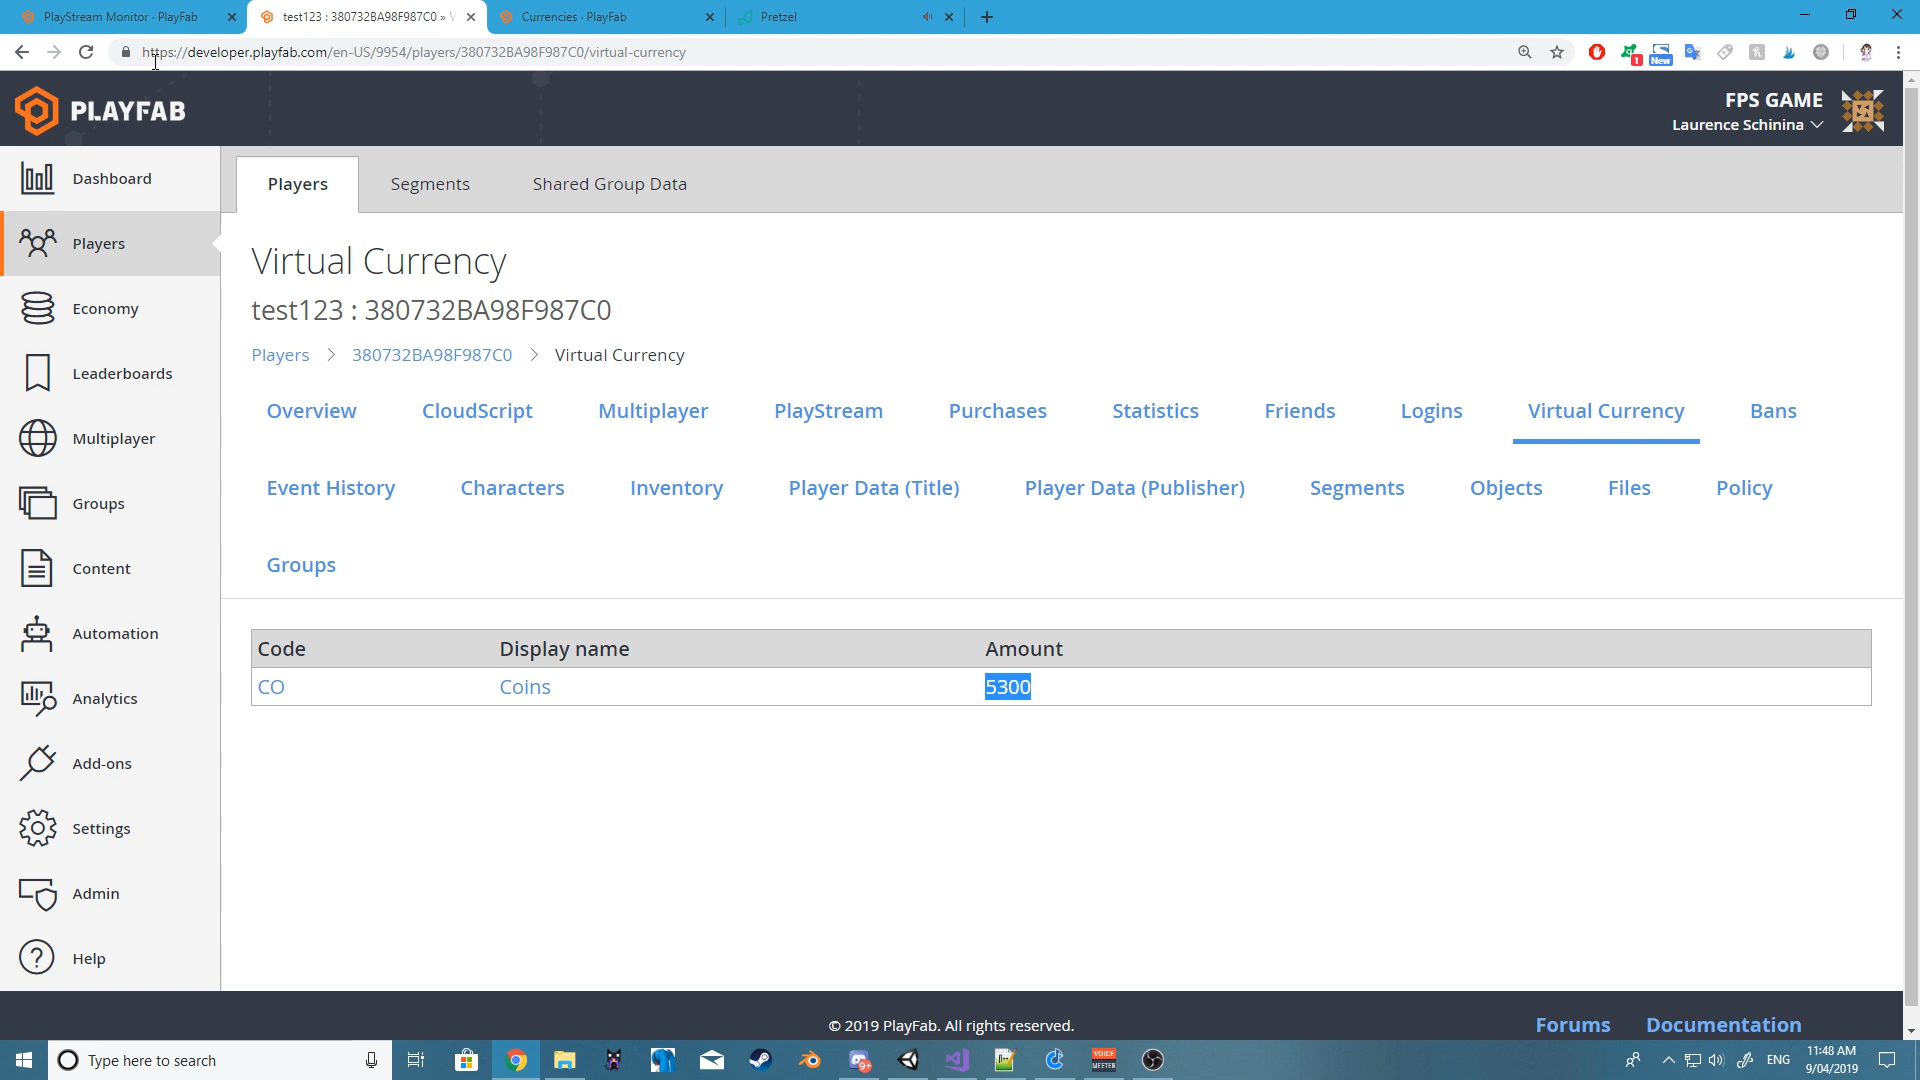 PlayStream Monitor - PlayFab
test123 : 380732BA98F987C0 » V
Currencies - PlayFab
Pretzel
https://developer.playfab.com/en-US/9954/players/380732BA98F987C0/virtual-currency
1
New
PLAYFAB
FPS GAME
Laurence Schinina
Dashboard
Players
Economy
Leaderboards
Multiplayer
Groups
Content
Automation
Analytics
Add-ons
Settings
Admin
Help
Players Segments Shared Group Data
Virtual Currency
test123 : 380732BA98F987C0
Players > 380732BA98F987C0 > Virtual Currency
Overview CloudScript Multiplayer PlayStream Purchases Statistics Friends Logins Virtual Currency Bans
Event History Characters Inventory Player Data (Title) Player Data (Publisher) Segments Objects Files Policy
Groups
Code Display name Amount
CO Coins 5300
© 2019 PlayFab. All rights reserved.
Forums Documentation
Type here to search
9+
VOICE
MEETER
ENG
11:48 AM
9/04/2019